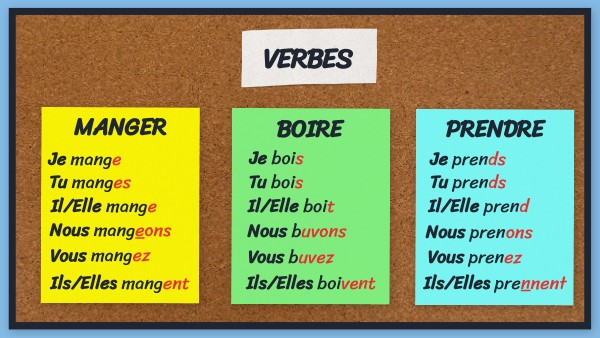 VERBES
MANGER
Je mange
Tu manges
Il/Elle mange
Nous mangeons
Vous mangez
Ils/Elles mangent
BOIRE
Je bois
Tu bois
Il/Elle boit
Nous buvons
Vous buvez
Ils/Elles boivent
PRENDRE
Je prends
Tu prends
Il/Elle prend
Nous prenons
Vous prenez
Ils/Elles prennent